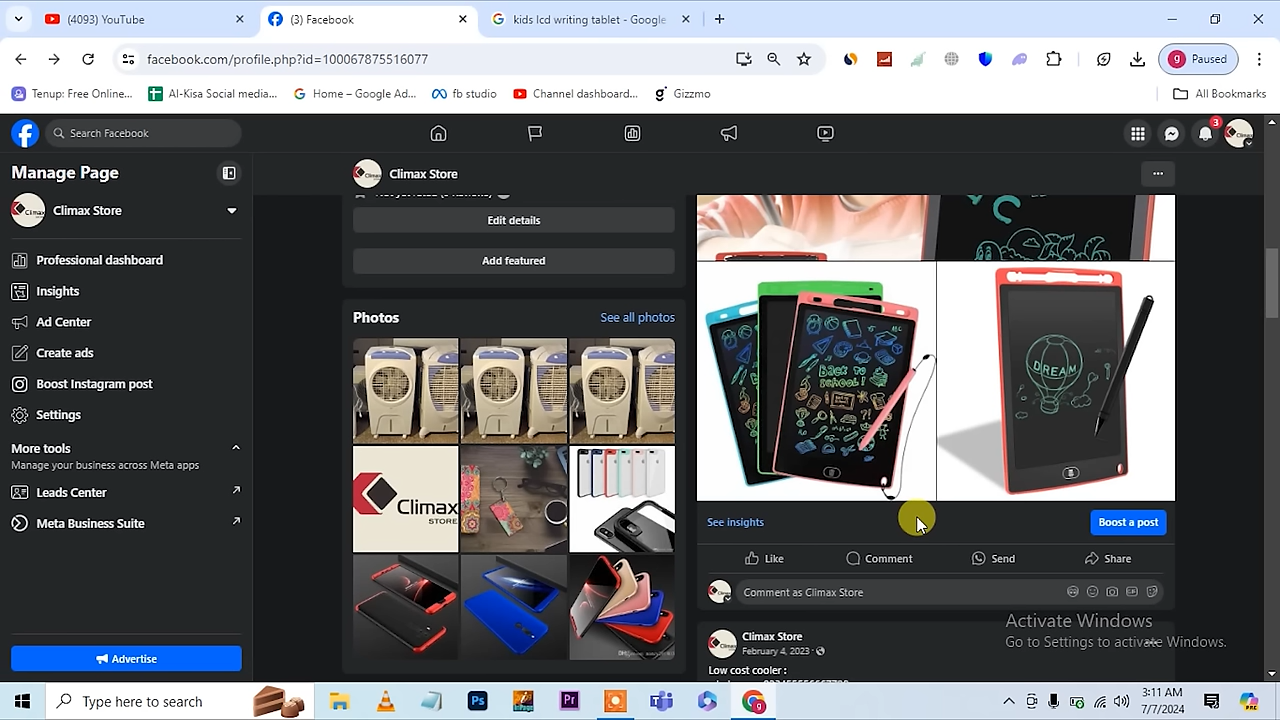 (4093) YouTube
(3) Facebook
kids lcd writing tablet - Google
facebook.com/profile.php?id=100067875516077
g Paused
Tenup: Free Online...
Al-Kisa Social media...
Home – Google Ad...
fb studio
Channel dashboard...
Gizzmo
All Bookmarks
Search Facebook
3
Manage Page
Climax Store
Climax Store
Edit details
Add featured
Professional dashboard
Insights
Ad Center
Create ads
Boost Instagram post
Settings
More tools
Manage your business across Meta apps
Leads Center
Meta Business Suite
Advertise
Photos
See all photos
Climax
STORE
BACK TO
SCHOOL!
DREAM
See insights
Boost a post
Like
Comment
Send
Share
Comment as Climax Store
Climax Store
February 4, 2023
Low cost cooler :
Activate Windows
Go to Settings to activate Windows.
Type here to search
3:11 AM
7/7/2024